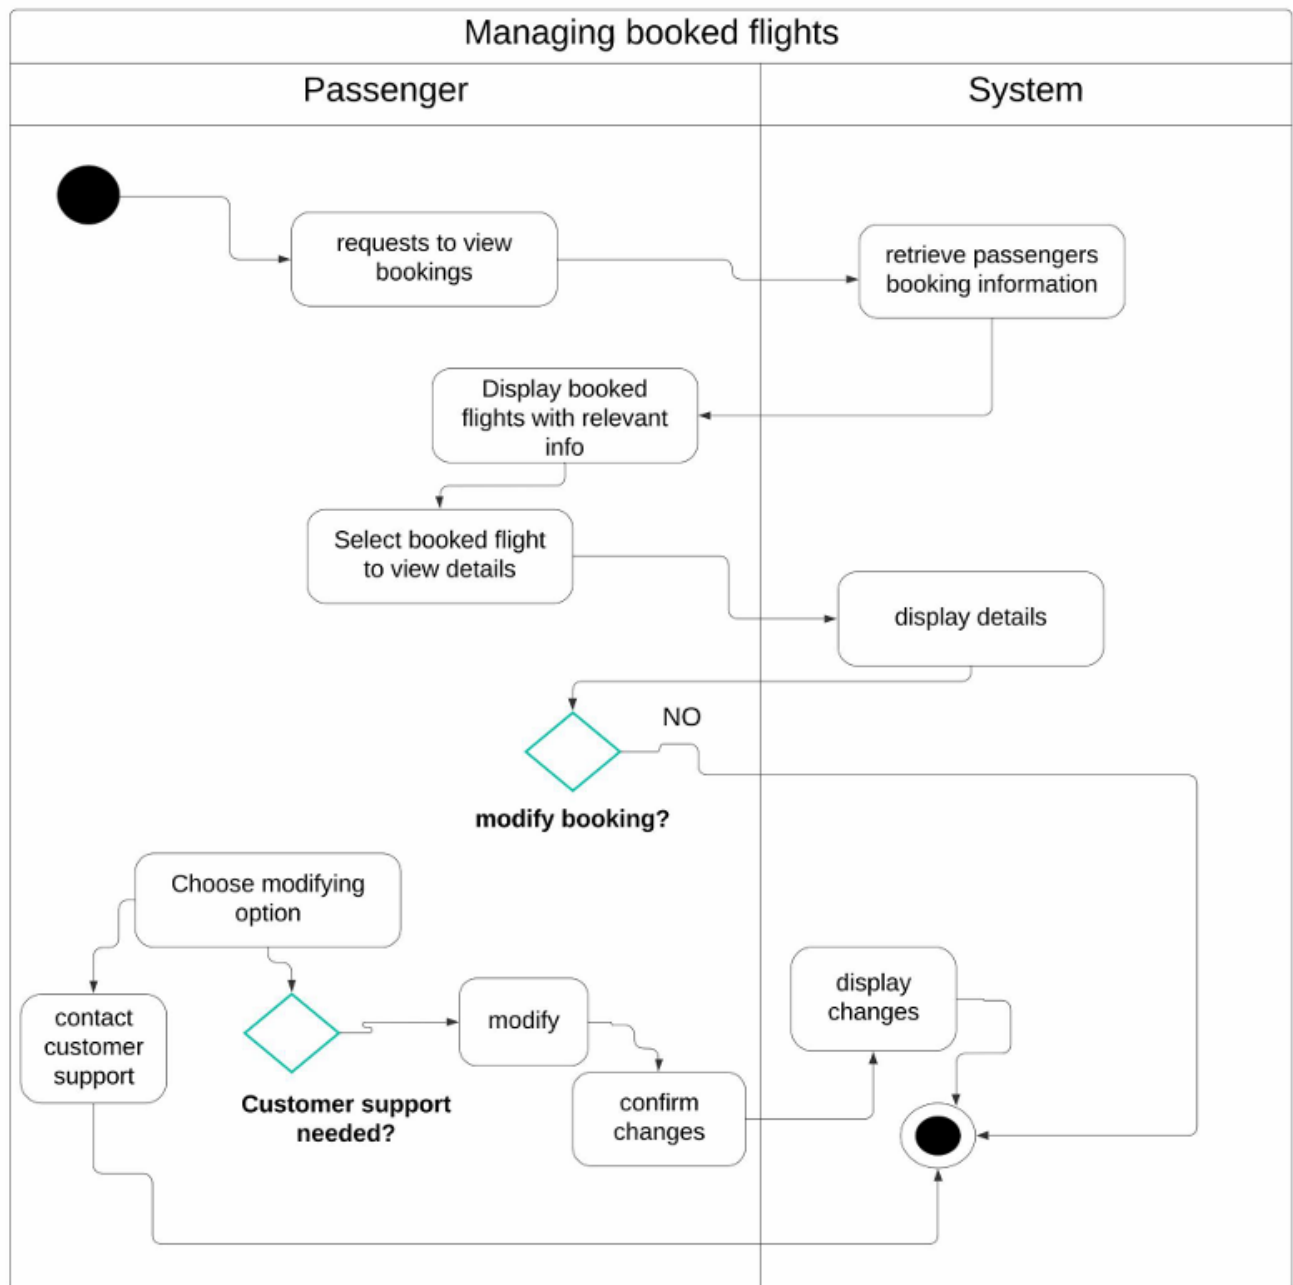 Managing booked flights
Passenger
System
requests to view
bookings
retrieve passengers
booking information
Display booked
flights with relevant
info
Select booked flight
to view details
display details
NO
modify booking?
Choose modifying
option
contact
customer
support
Customer support
needed?
modify
confirm
changes
display
changes